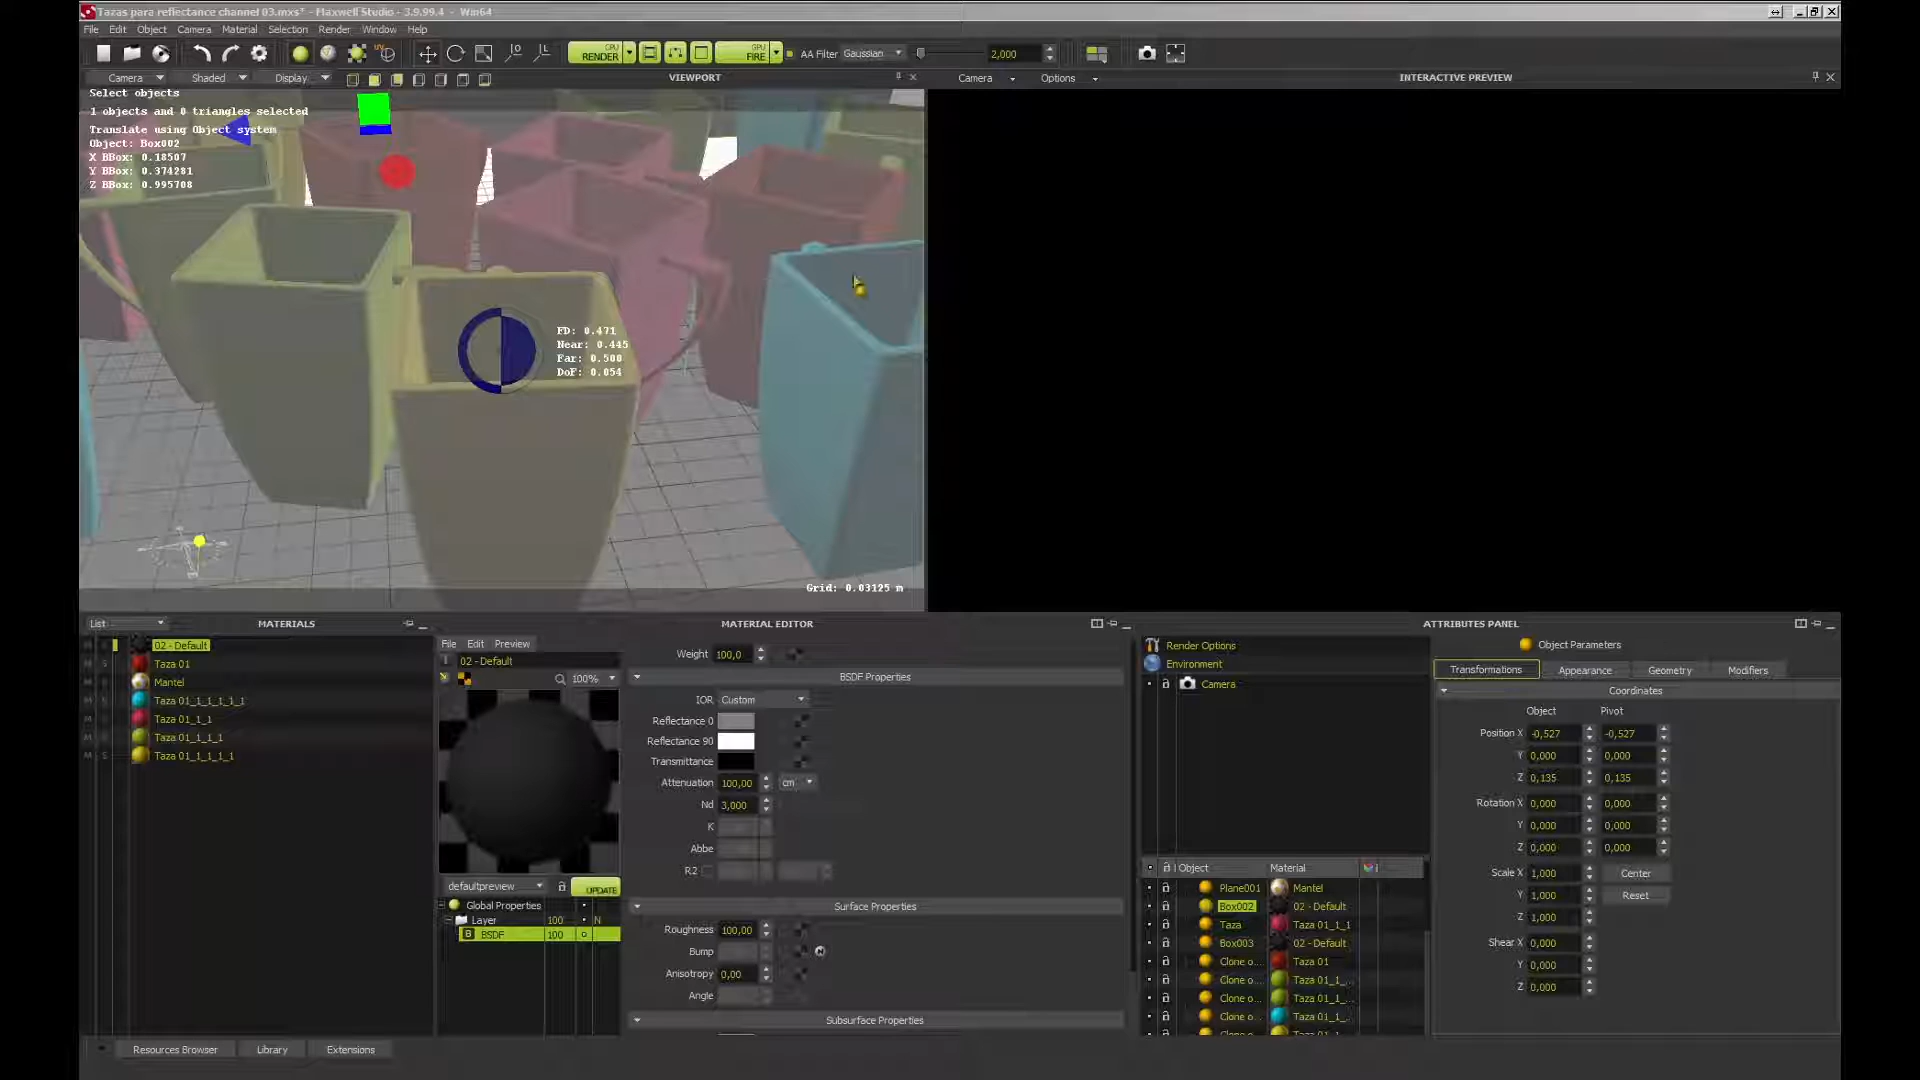 Tazas para reflectance channel 03.mxs* - Maxwell Studio - 3.9.99.4 - Win64
File Edit Object Camera Material Selection Render Window Help
CPU RENDER GPU FIRE AA Filter Gaussian 2,000
Camera Shaded Display VIEWPORT Camera Options INTERACTIVE PREVIEW
Select objects
1 objects and 0 triangles selected
Translate using Object system
Object: Box002
X BBox: 0.18507
Y BBox: 0.374281
Z BBox: 0.995708
FD: 0.471
Near: 0.445
Far: 0.500
DoF: 0.054
Grid: 0.03125 m
List MATERIALS
02 - Default
Taza 01
Mantel
Taza 01_1_1_1_1_1
Taza 01_1_1
Taza 01_1_1_1
Taza 01_1_1_1_1
MATERIAL EDITOR
File Edit Preview
02 - Default
100%
defaultpreview UPDATE
Global Properties
Layer 100 N
B BSDF 100
Weight 100,0
BSDF Properties
IOR Custom
Reflectance 0
Reflectance 90
Transmittance
Attenuation 100,00 cm
Nd 3,000
K
Abbe
R2
Surface Properties
Roughness 100,00
Bump
Anisotropy 0,00
Angle
Subsurface Properties
ATTRIBUTES PANEL
Render Options
Environment
Camera
Object Material
Plane001 Mantel
Box002 02 - Default
Taza Taza 01_1_1
Box003 02 - Default
Clone o... Taza 01
Clone o... Taza 01_1_...
Clone o... Taza 01_1_...
Clone o... Taza 01_1_...
Object Parameters
Transformations Appearance Geometry Modifiers
Coordinates
Object Pivot
Position X -0,527 -0,527
Y 0,000 0,000
Z 0,135 0,135
Rotation X 0,000 0,000
Y 0,000 0,000
Z 0,000 0,000
Scale X 1,000 Center
Y 1,000 Reset
Z 1,000
Shear X 0,000
Y 0,000
Z 0,000
Resources Browser Library Extensions